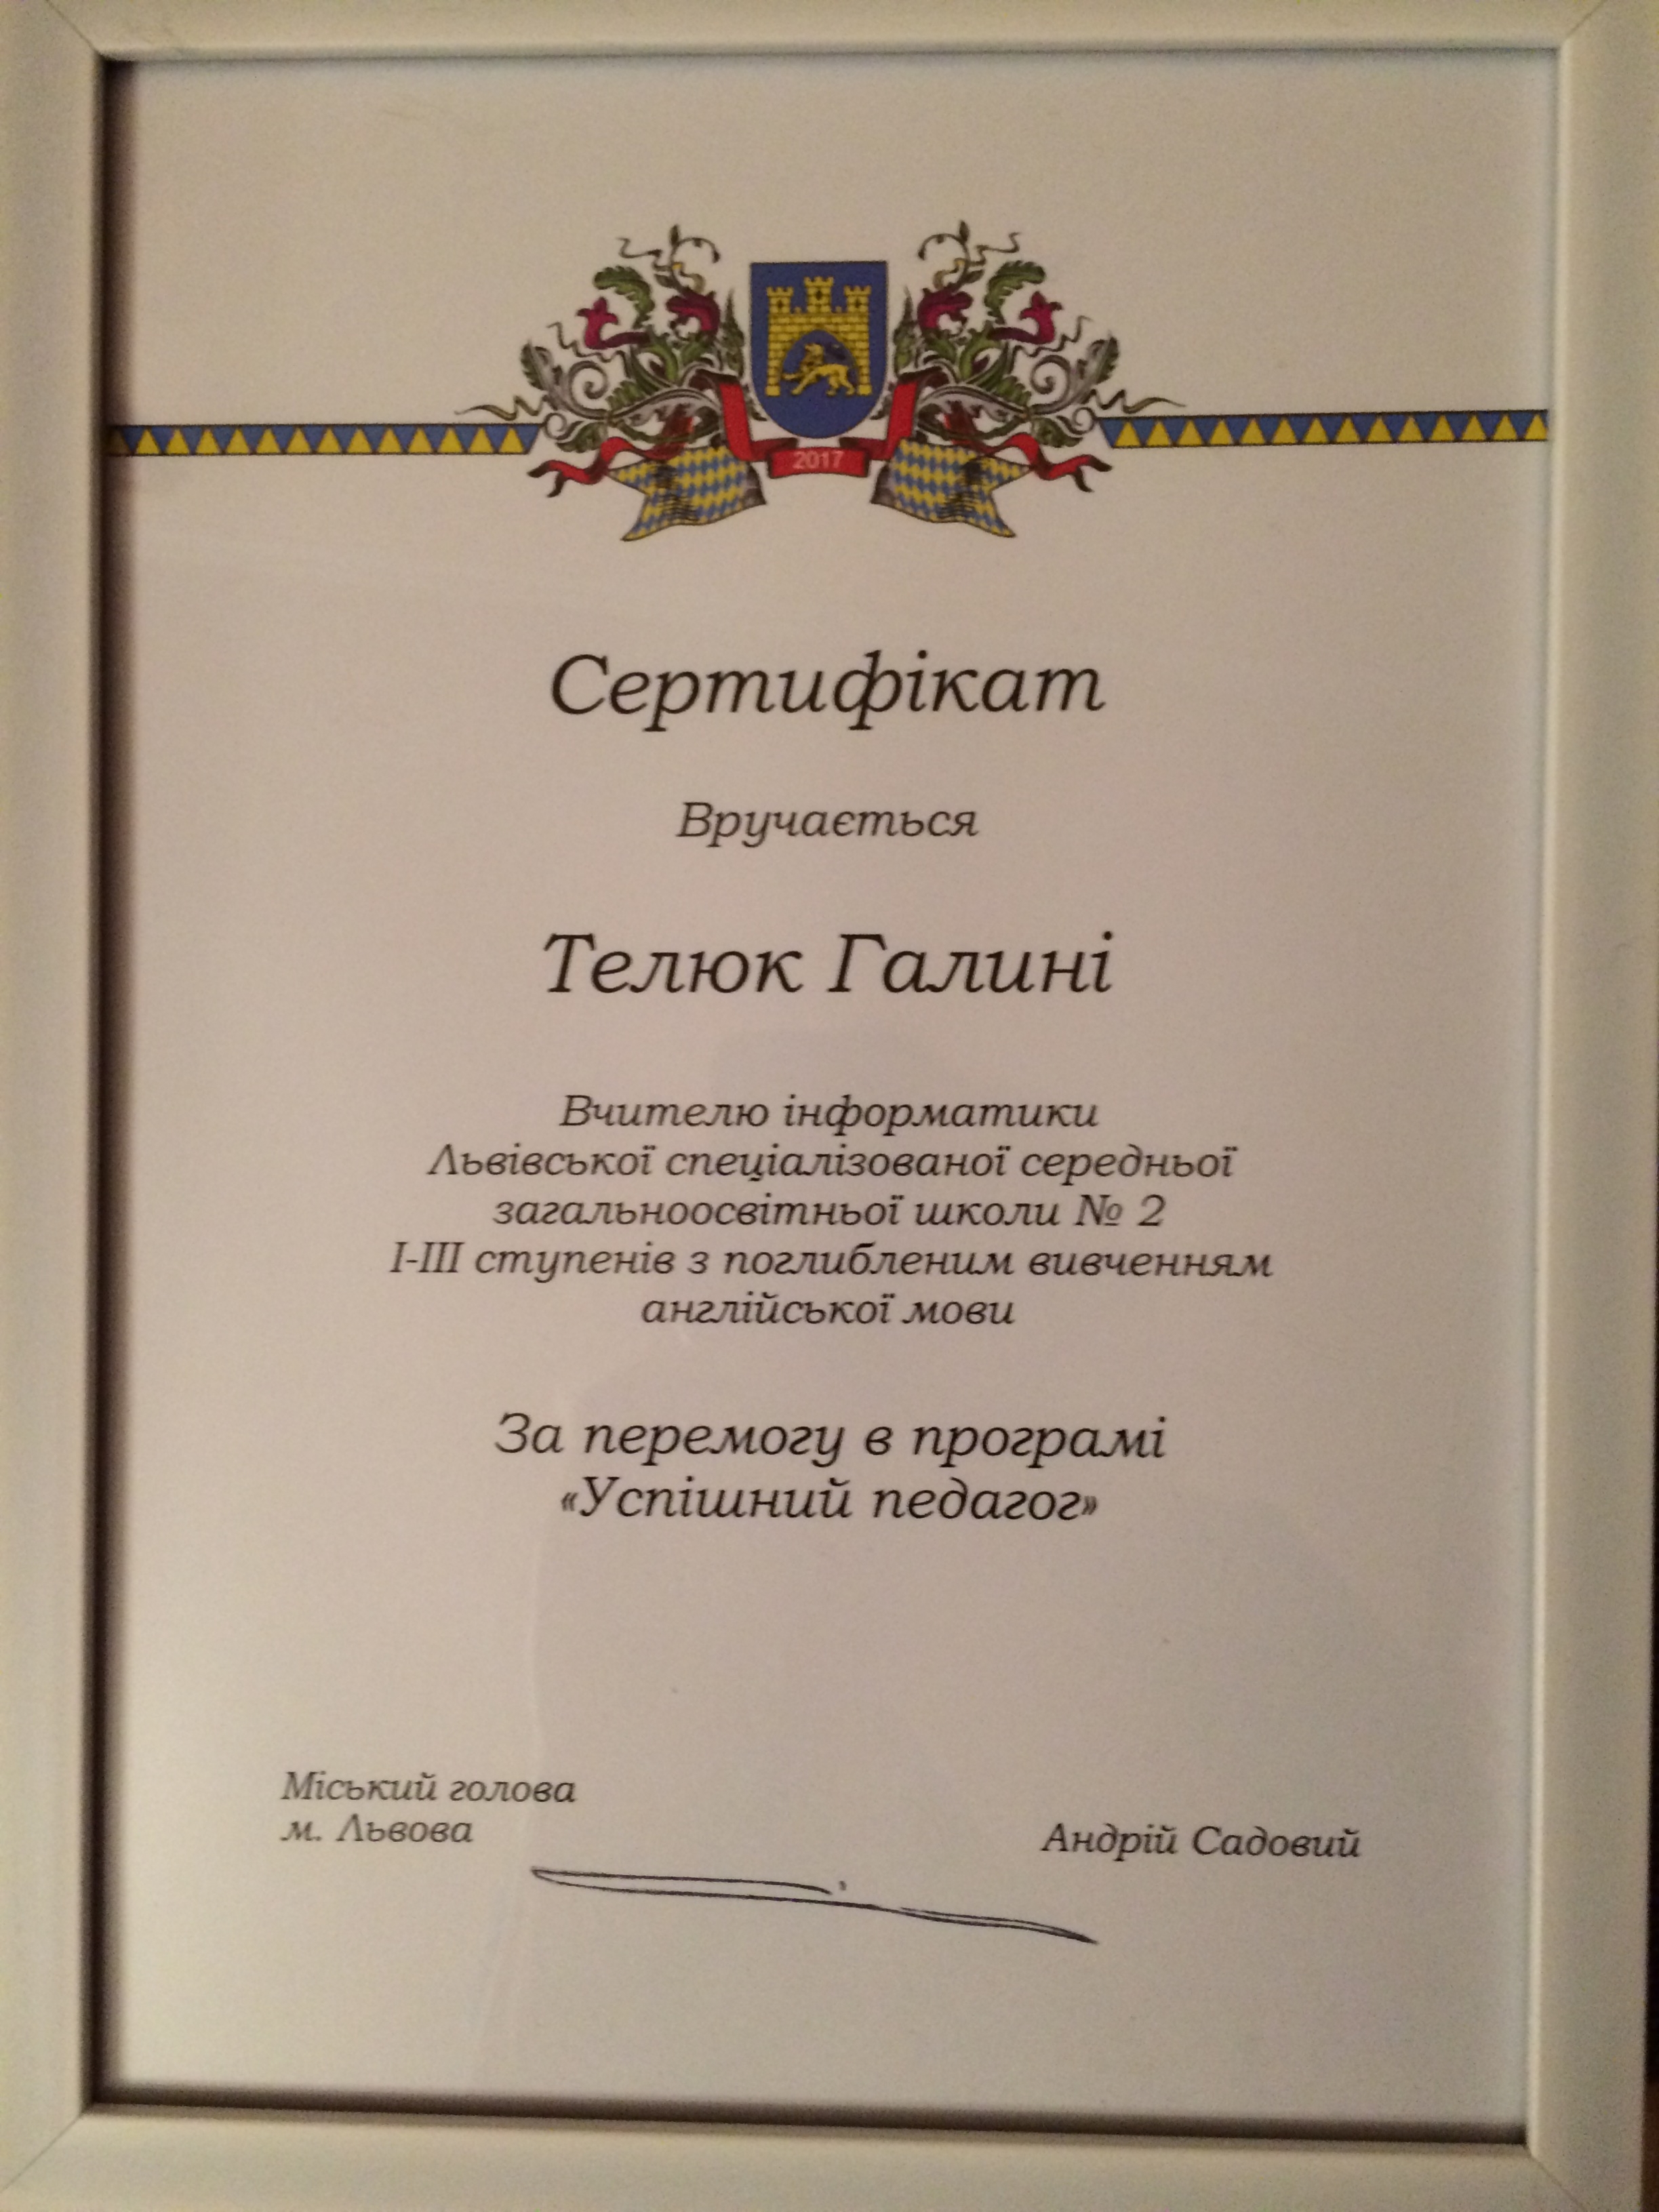 2017
Сертифікат
Вручається
Телюк Галині
Вчителю інформатики
Львівської спеціалізованої середньої
загальноосвітньої школи № 2
І-ІІІ ступенів з поглибленим вивченням
англійської мови
За перемогу в програмі
«Успішний педагог»
Міський голова
м. Львова
Андрій Садовий